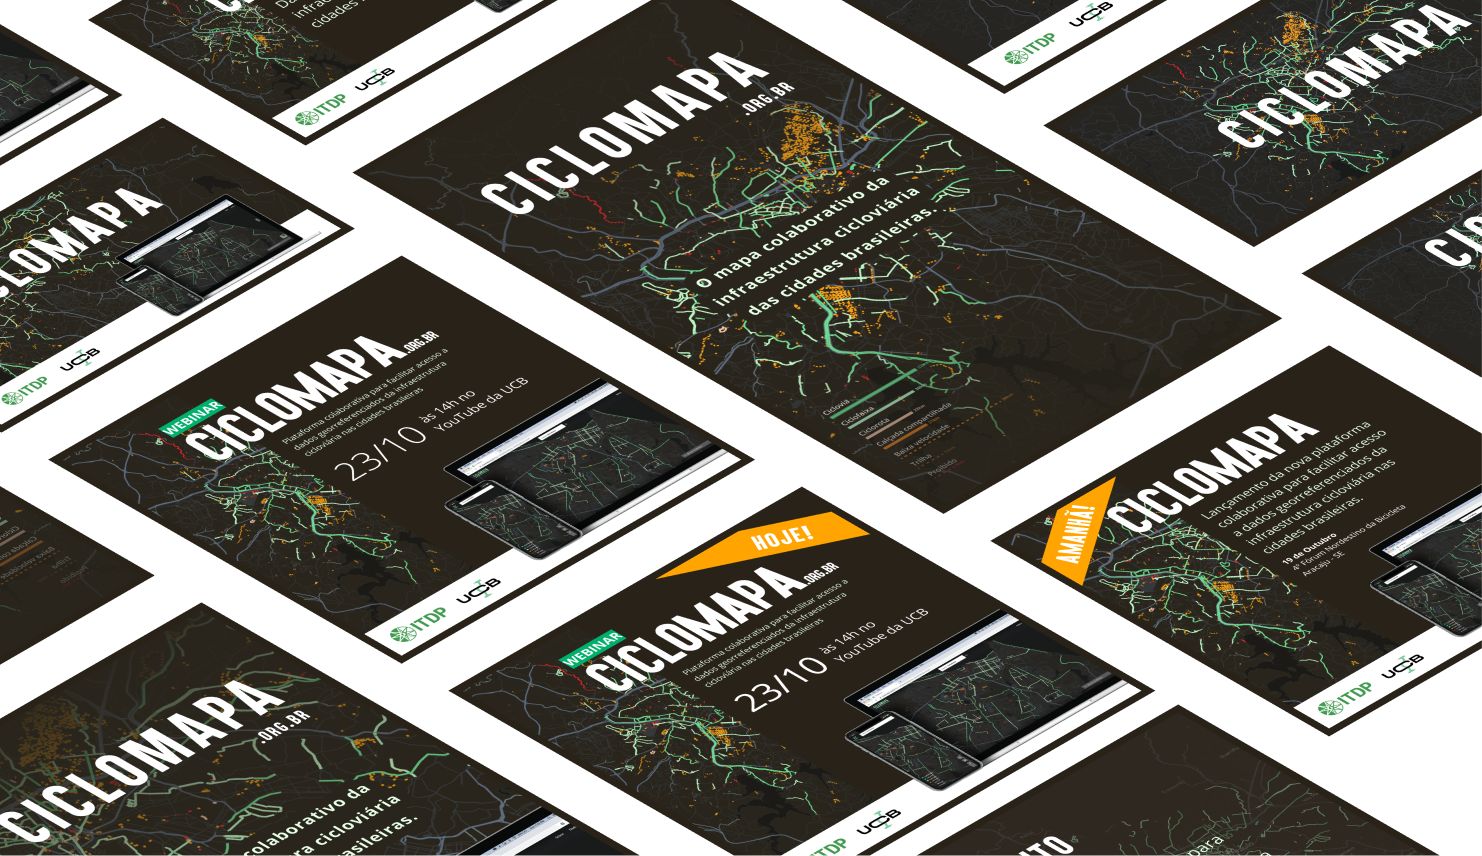 ITDP
UCB
CICLOMAPA
.ORG.BR
O mapa colaborativo da
infraestrutura cicloviária
das cidades brasileiras.
Ciclovia
Ciclofaixa
Ciclorota
Calçada compartilhada
Baixa velocidade
Trilha
Proibido
ITDP
UCB
CICLOMAPA
CLOMAPA
ITDP
UCB
WEBINAR
CICLOMAPA.ORG.BR
Plataforma colaborativa para facilitar acesso a
dados georreferenciados da infraestrutura
cicloviária nas cidades brasileiras
23/10
às 14h no
YouTube da UCB
ITDP
UCB
HOJE!
WEBINAR
CICLOMAPA.ORG.BR
Plataforma colaborativa para facilitar acesso a
dados georreferenciados da infraestrutura
cicloviária nas cidades brasileiras
23/10
às 14h no
YouTube da UCB
ITDP
UCB
AMANHÃ!
CICLOMAPA
Lançamento da nova plataforma
colaborativa para facilitar acesso
a dados georreferenciados da
infraestrutura cicloviária nas
cidades brasileiras.
19 de Outubro
4º Fórum Nordestino da Bicicleta
Aracaju - SE
ITDP
UCB
CICLOMAPA
.ORG.BR
colaborativo da
ra cicloviária
asileiras.
para